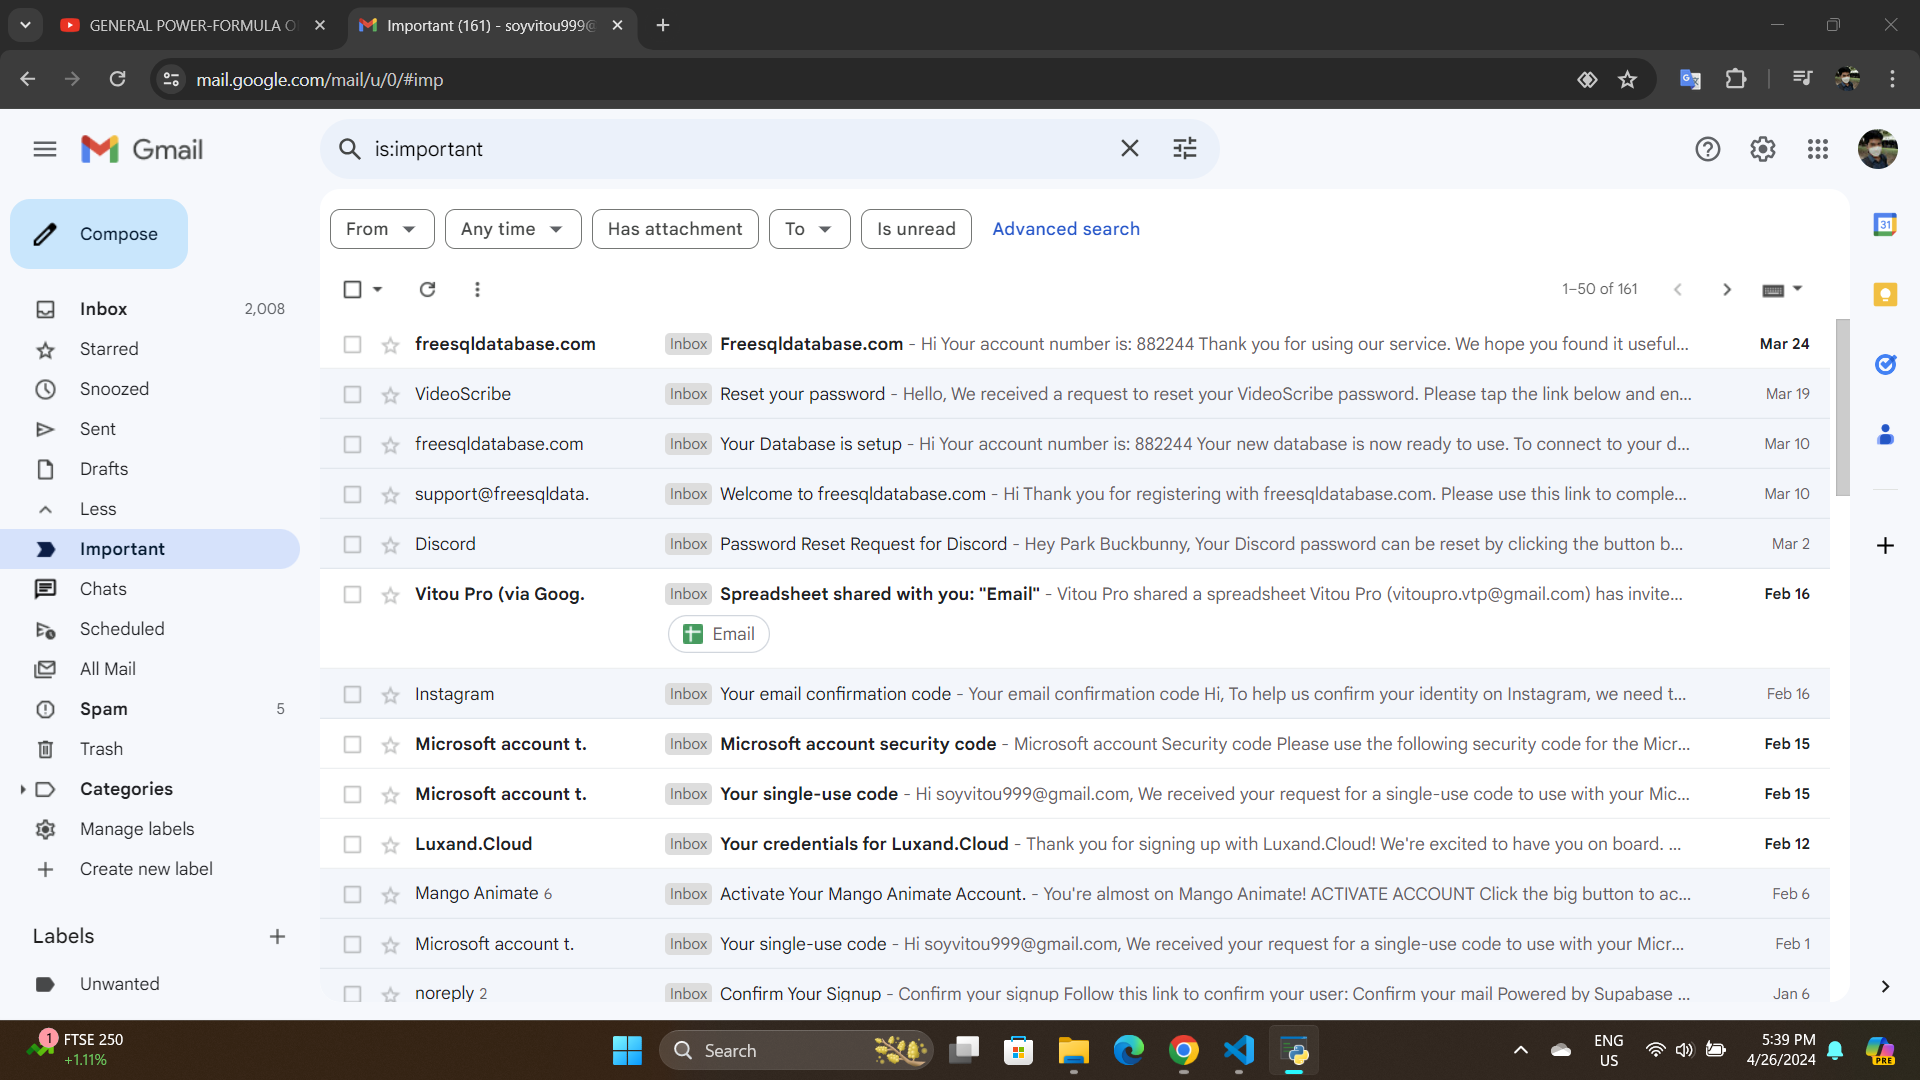 GENERAL POWER-FORMULA O
Important (161) - soyvitou999@
mail.google.com/mail/u/0/#imp
Gmail
is:important
Compose
From
Any time
Has attachment
To
Is unread
Advanced search
1–50 of 161
Inbox 2,008
Starred
Snoozed
Sent
Drafts
Less
Important
Chats
Scheduled
All Mail
Spam 5
Trash
Categories
Manage labels
Create new label
Labels
Unwanted
freesqldatabase.com Inbox Freesqldatabase.com - Hi Your account number is: 882244 Thank you for using our service. We hope you found it useful... Mar 24
VideoScribe Inbox Reset your password - Hello, We received a request to reset your VideoScribe password. Please tap the link below and en... Mar 19
freesqldatabase.com Inbox Your Database is setup - Hi Your account number is: 882244 Your new database is now ready to use. To connect to your d... Mar 10
support@freesqldata. Inbox Welcome to freesqldatabase.com - Hi Thank you for registering with freesqldatabase.com. Please use this link to comple... Mar 10
Discord Inbox Password Reset Request for Discord - Hey Park Buckbunny, Your Discord password can be reset by clicking the button b... Mar 2
Vitou Pro (via Goog. Inbox Spreadsheet shared with you: "Email" - Vitou Pro shared a spreadsheet Vitou Pro (vitoupro.vtp@gmail.com) has invite... Feb 16
Email
Instagram Inbox Your email confirmation code - Your email confirmation code Hi, To help us confirm your identity on Instagram, we need t... Feb 16
Microsoft account t. Inbox Microsoft account security code - Microsoft account Security code Please use the following security code for the Micr... Feb 15
Microsoft account t. Inbox Your single-use code - Hi soyvitou999@gmail.com, We received your request for a single-use code to use with your Mic... Feb 15
Luxand.Cloud Inbox Your credentials for Luxand.Cloud - Thank you for signing up with Luxand.Cloud! We're excited to have you on board. ... Feb 12
Mango Animate 6 Inbox Activate Your Mango Animate Account. - You're almost on Mango Animate! ACTIVATE ACCOUNT Click the big button to ac... Feb 6
Microsoft account t. Inbox Your single-use code - Hi soyvitou999@gmail.com, We received your request for a single-use code to use with your Micr... Feb 1
noreply 2 Inbox Confirm Your Signup - Confirm your signup Follow this link to confirm your user: Confirm your mail Powered by Supabase ... Jan 6
31
1
FTSE 250
+1.11%
Search
ENG
US
5:39 PM
4/26/2024
PRE